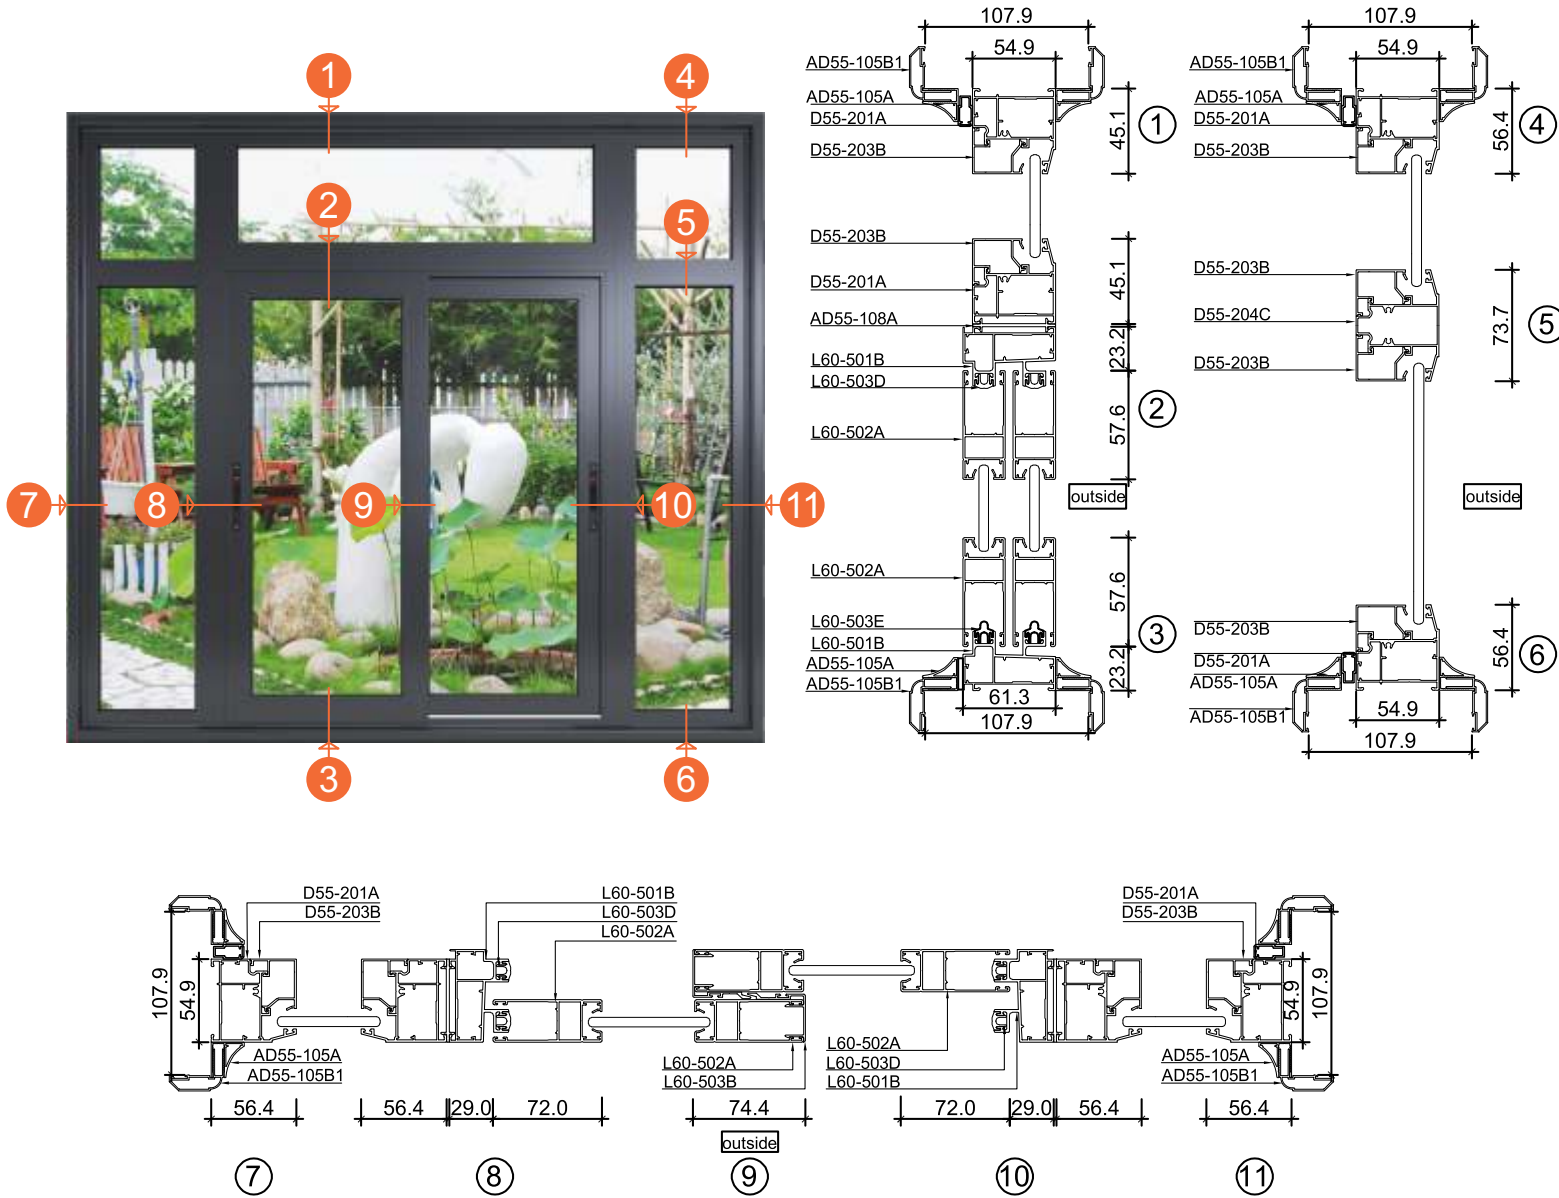 1
4
2
5
7
8
9
10
11
3
6
107.9
54.9
AD55-105B1
AD55-105A
D55-201A
D55-203B
45.1
1
D55-203B
D55-201A
AD55-108A
L60-501B
L60-503D
L60-502A
45.1
23.2
57.6
2
outside
L60-502A
L60-503E
L60-501B
AD55-105A
AD55-105B1
57.6
23.2
3
61.3
107.9
107.9
54.9
AD55-105B1
AD55-105A
D55-201A
D55-203B
56.4
4
D55-203B
D55-204C
D55-203B
73.7
5
outside
D55-203B
D55-201A
AD55-105A
AD55-105B1
56.4
6
54.9
107.9
D55-201A
D55-203B
107.9
54.9
AD55-105A
AD55-105B1
56.4
7
L60-501B
L60-503D
L60-502A
56.4
29.0
72.0
8
L60-502A
L60-503B
74.4
outside
9
L60-502A
L60-503D
L60-501B
72.0
29.0
56.4
10
D55-201A
D55-203B
54.9
107.9
AD55-105A
AD55-105B1
56.4
11